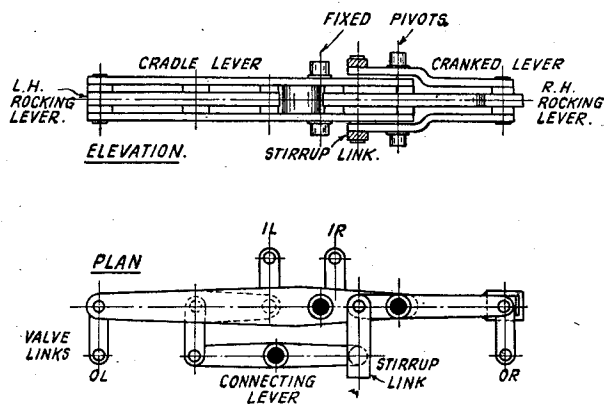 FIXED PIVOTS.
CRADLE LEVER
CRANKED LEVER
L.H.
ROCKING
LEVER.
R.H.
ROCKING
LEVER.
ELEVATION.
STIRRUP LINK.
IL
IR
PLAN
VALVE
LINKS
OL
CONNECTING
LEVER
STIRRUP
LINK
OR